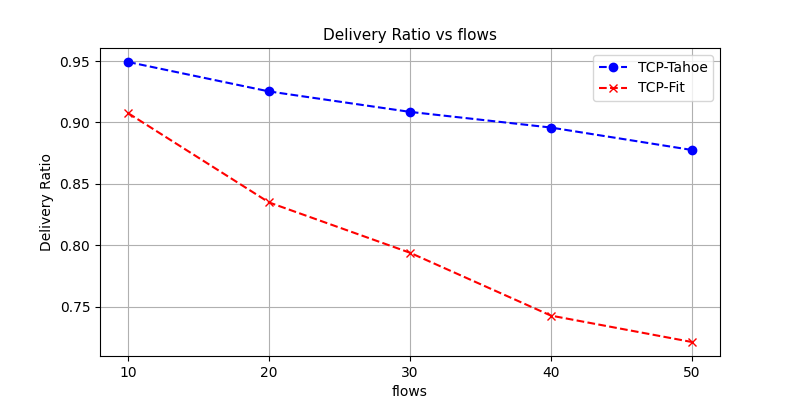 Delivery Ratio vs flows
TCP-Tahoe
TCP-Fit
Delivery Ratio
0.95
0.90
0.85
0.80
0.75
10 20 30 40 50
flows